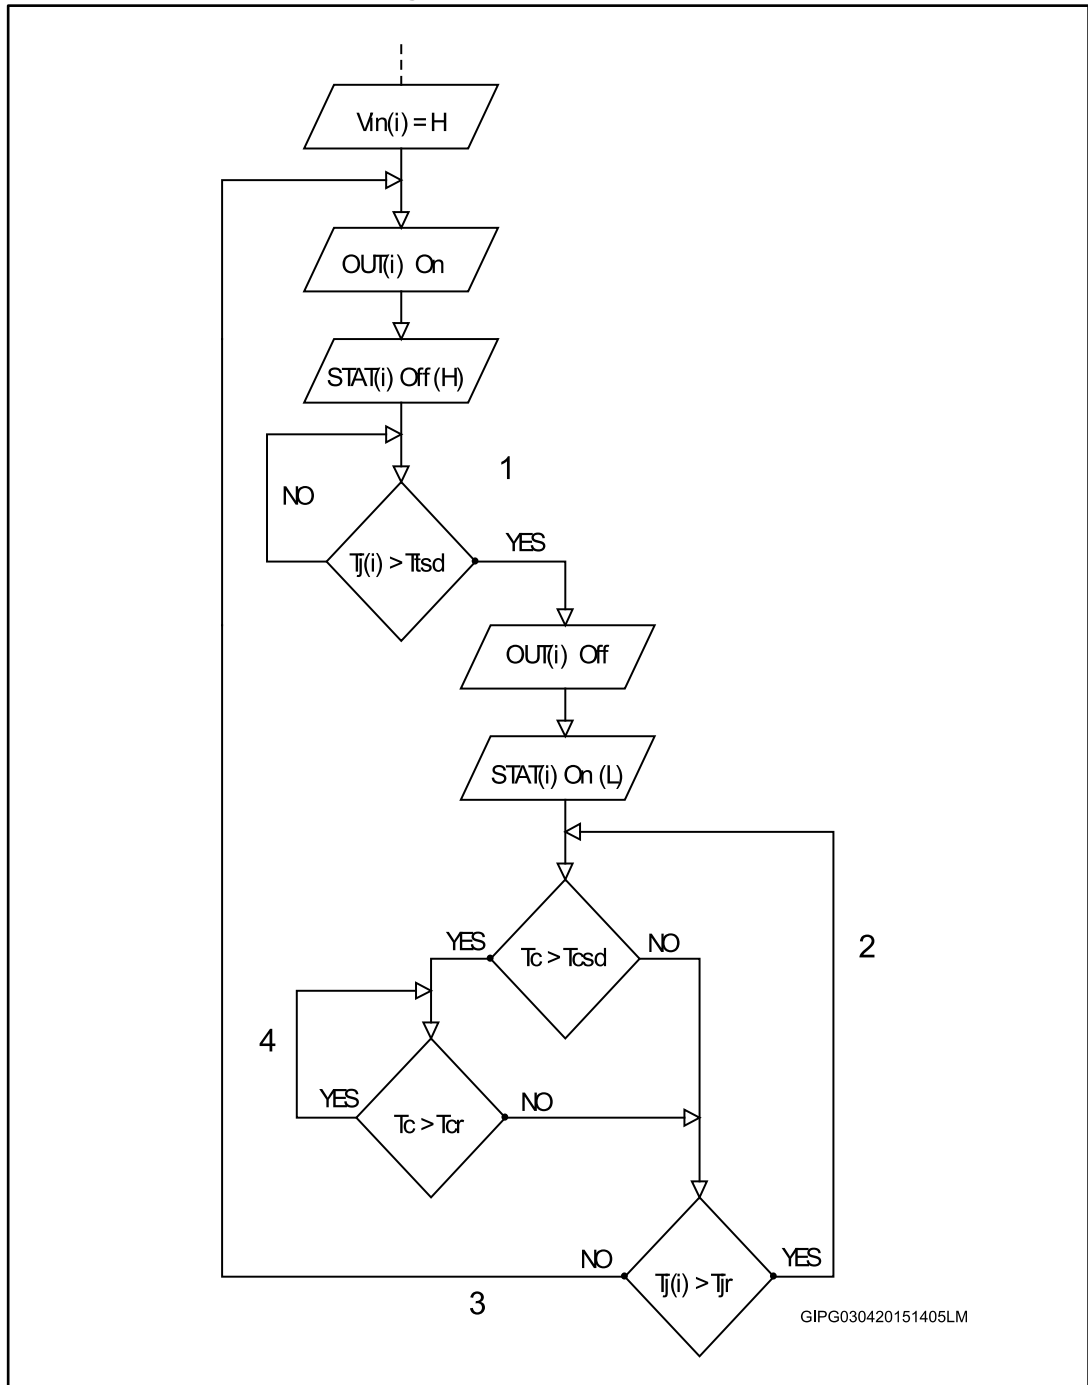 Vin(i) = H
OUT(i) On
STAT(i) Off (H)
1
NO
YES
Tj(i) > Ttsd
OUT(i) Off
STAT(i) On (L)
2
YES
NO
Tc > Tcsd
4
YES
NO
Tc > Tcr
NO
YES
Tj(i) > Tjr
3
GIPG030420151405LM